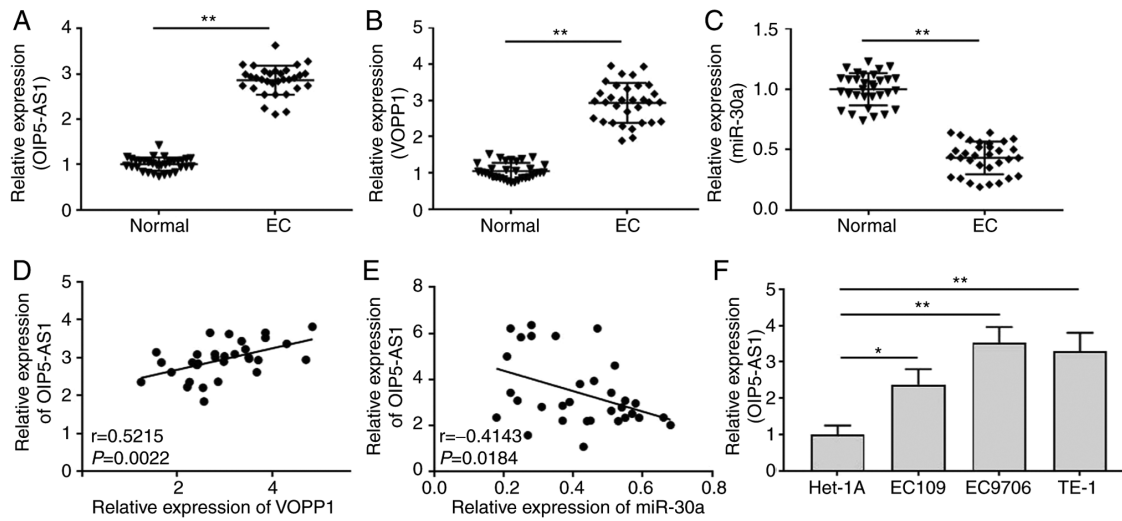 A
Relative expression
(OIP5-AS1)
4
3
2
1
0
**
Normal
EC
B
Relative expression
(VOPP1)
5
4
3
2
1
0
**
Normal
EC
C
Relative expression
(miR-30a)
1.5
1.0
0.5
0.0
**
Normal
EC
D
Relative expression
of OIP5-AS1
5
4
3
2
1
0
r=0.5215
P=0.0022
2
4
Relative expression of VOPP1
E
Relative expression
of OIP5-AS1
8
6
4
2
0
r=−0.4143
P=0.0184
0.0
0.2
0.4
0.6
0.8
Relative expression of miR-30a
F
Relative expression
(OIP5-AS1)
5
4
3
2
1
0
**
**
*
Het-1A
EC109
EC9706
TE-1